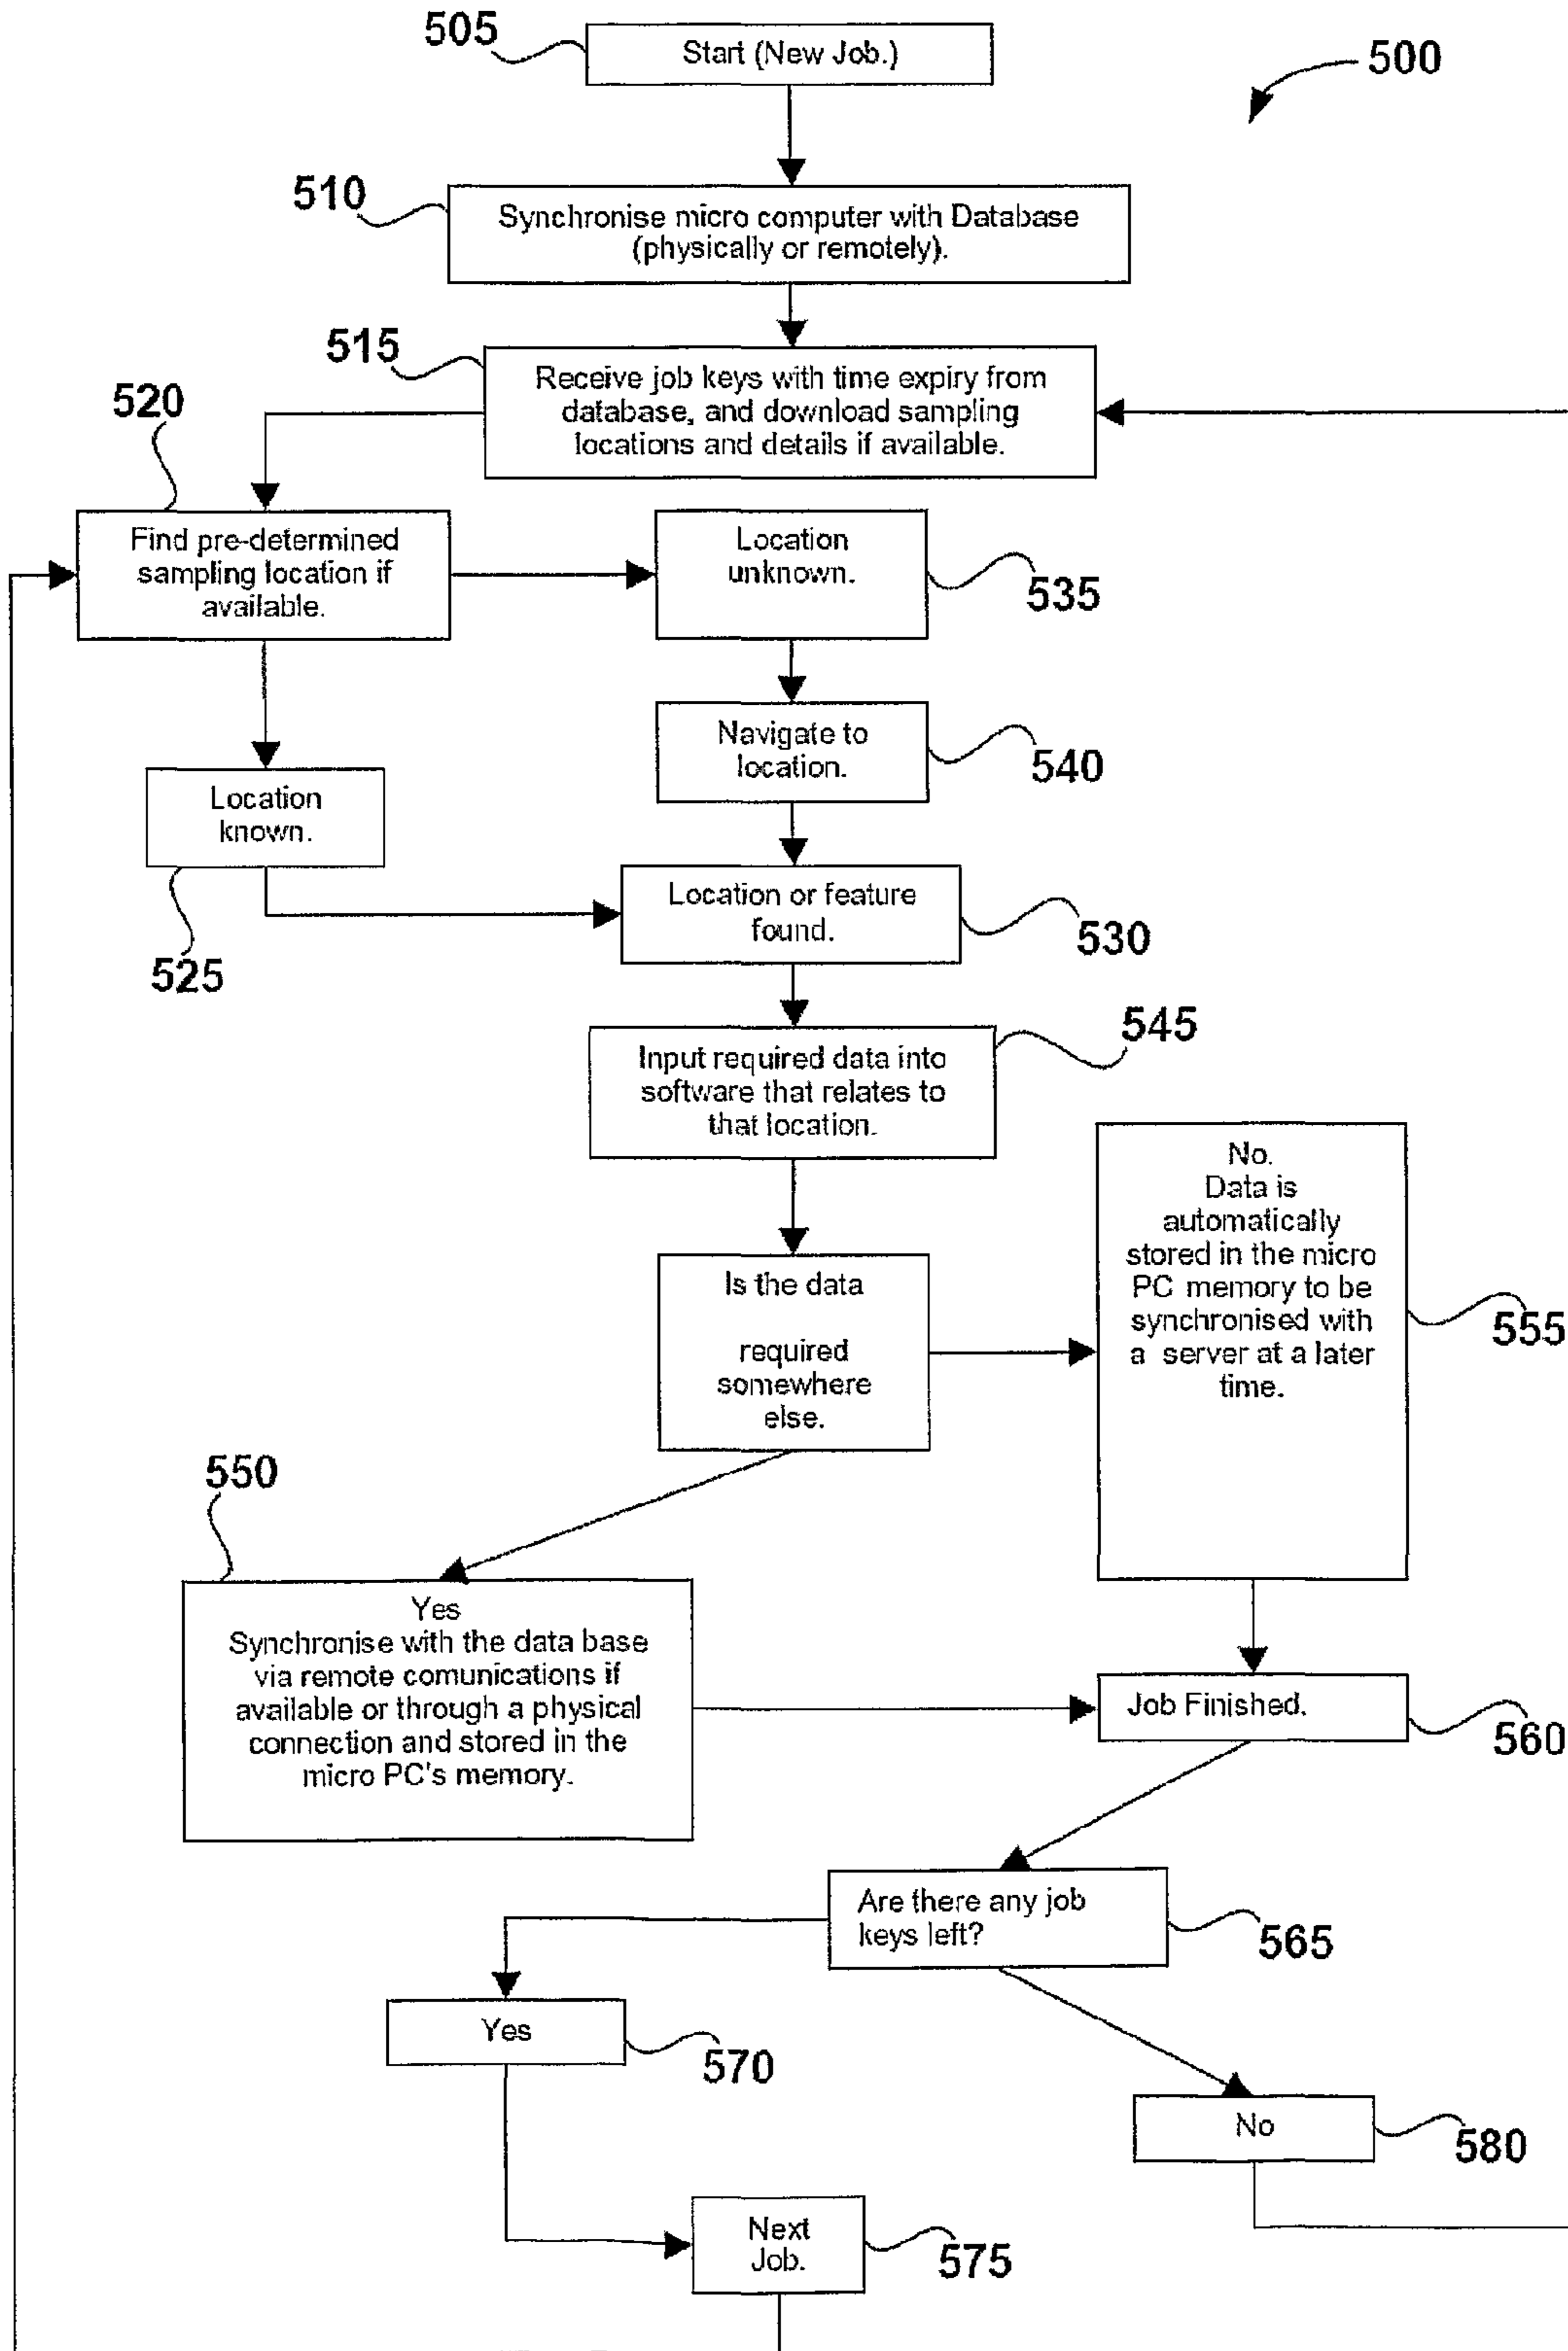 505
Start (New Job.)
500
510
Synchronise micro computer with Database
(physically or remotely).
515
Receive job keys with time expiry from
database, and download sampling
locations and details if available.
520
Find pre-determined
sampling location if
available.
Location
unknown.
535
Navigate to
location.
540
Location
known.
525
Location or feature
found.
530
Input required data into
software that relates to
that location.
545
Is the data
required
somewhere
else.
No.
Data is
automatically
stored in the micro
PC memory to be
synchronised with
a server at a later
time.
555
550
Yes
Synchronise with the data base
via remote comunications if
available or through a physical
connection and stored in the
micro PC's memory.
Job Finished.
560
Are there any job
keys left?
565
Yes
570
No
580
Next
Job.
575